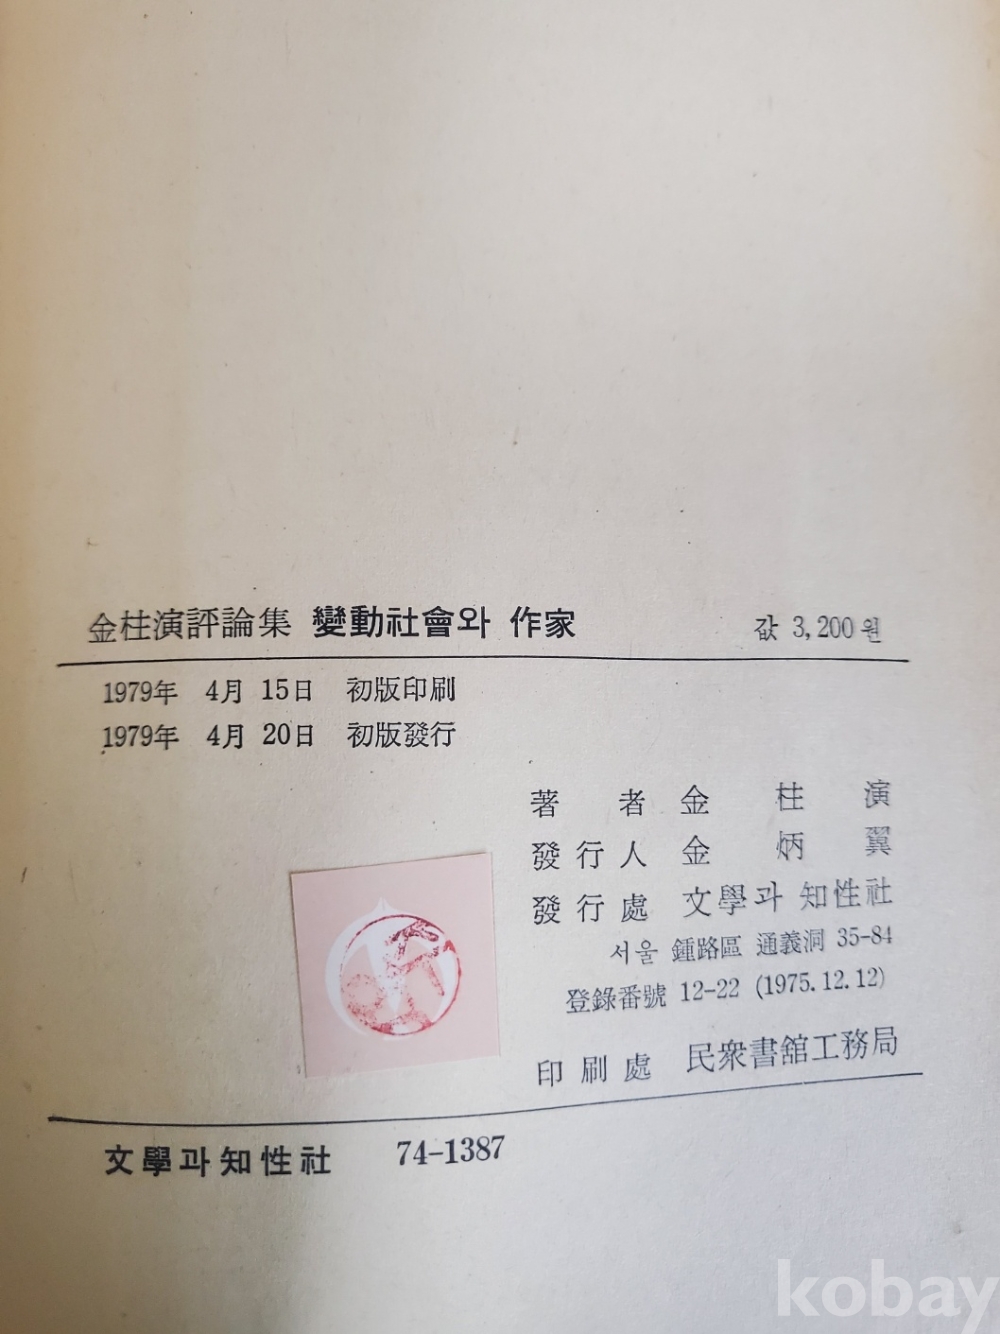 金柱演評論集 變動社會와 作家 값 3,200원
1979年 4月 15日 初版印刷
1979年 4月 20日 初版發行
著 者 金 柱 演
發行人 金 炳 翼
發行處 文學과 知性社
서울 鍾路區 通義洞 35-84
登錄番號 12-22 (1975.12.12)
印刷處 民衆書舘工務局
文學과知性社 74-1387
kobay